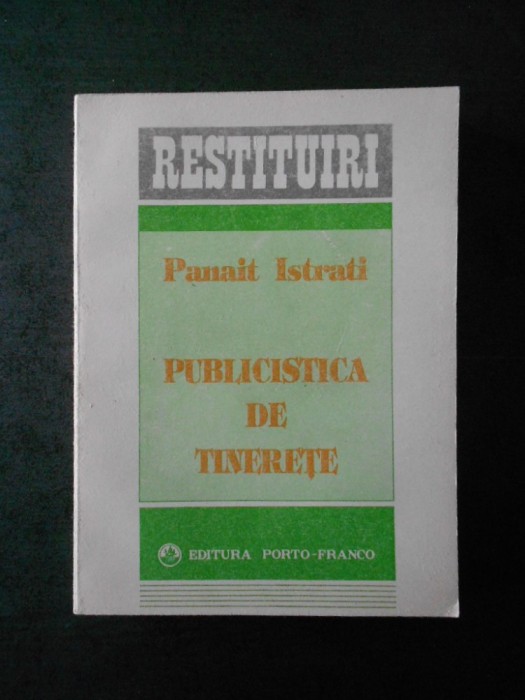 RESTITUIRI
Panait Istrati
PUBLICISTICA
DE
TINEREȚE
EDITURA PORTO-FRANCO